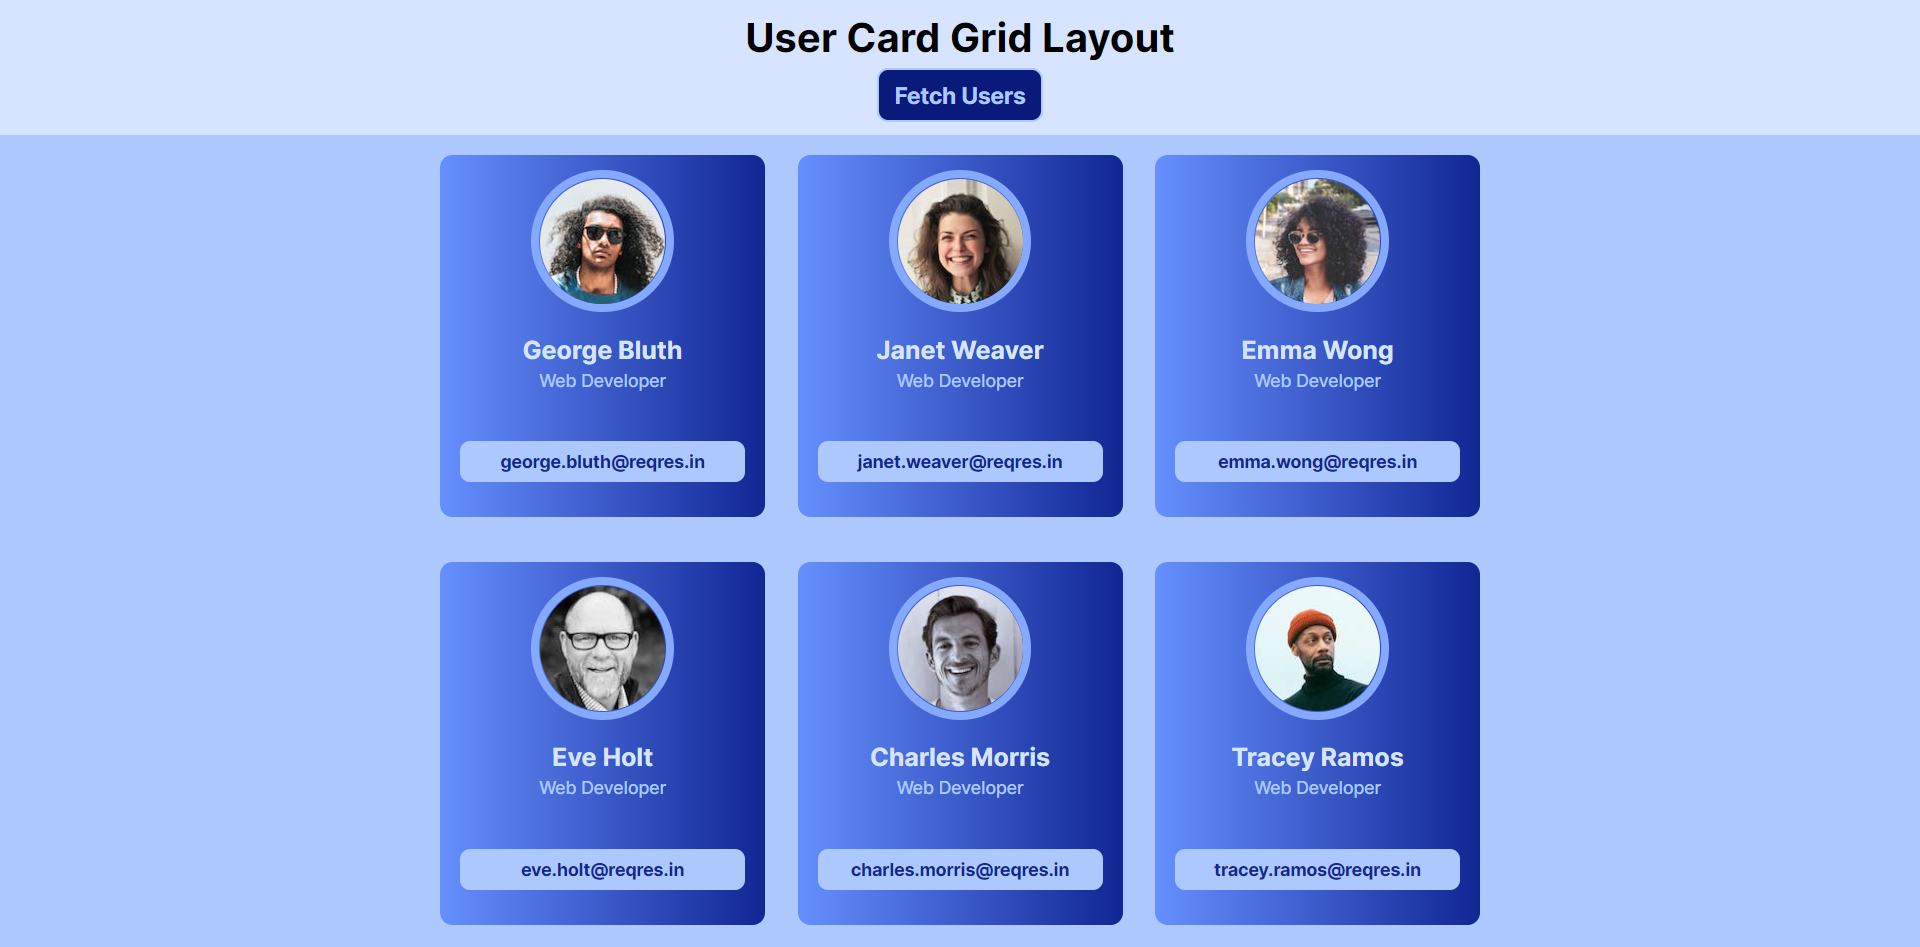 User Card Grid Layout
Fetch Users
George Bluth
Web Developer
george.bluth@reqres.in
Janet Weaver
Web Developer
janet.weaver@reqres.in
Emma Wong
Web Developer
emma.wong@reqres.in
Eve Holt
Web Developer
eve.holt@reqres.in
Charles Morris
Web Developer
charles.morris@reqres.in
Tracey Ramos
Web Developer
tracey.ramos@reqres.in